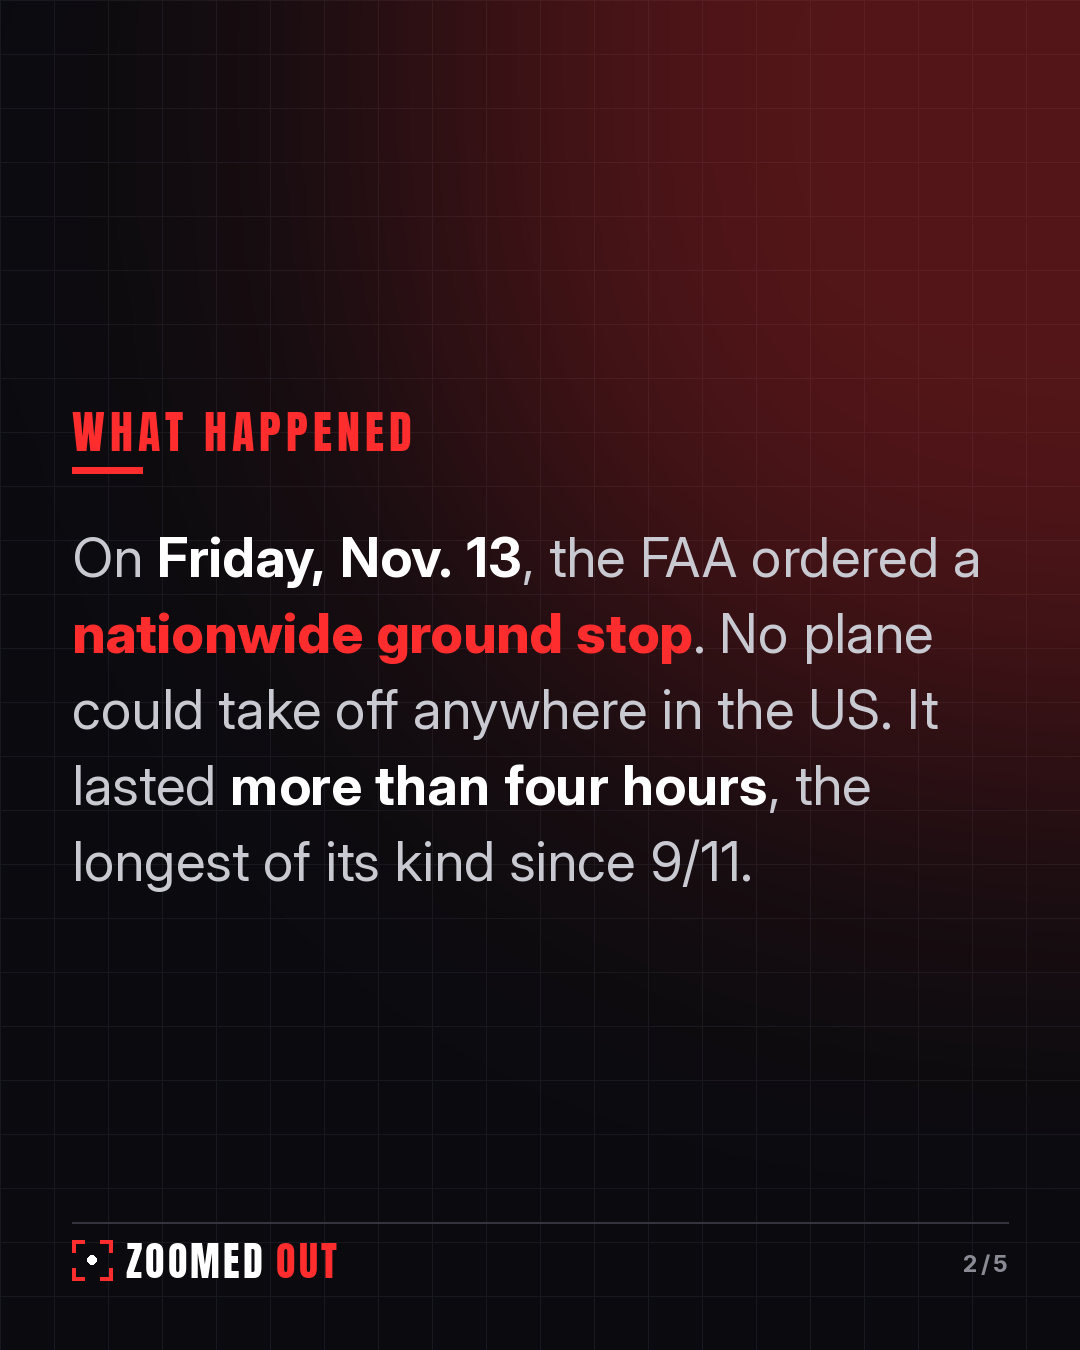 WHAT HAPPENED
On Friday, Nov. 13, the FAA ordered a
nationwide ground stop. No plane
could take off anywhere in the US. It
lasted more than four hours, the
longest of its kind since 9/11.
ZOOMED OUT
2/5